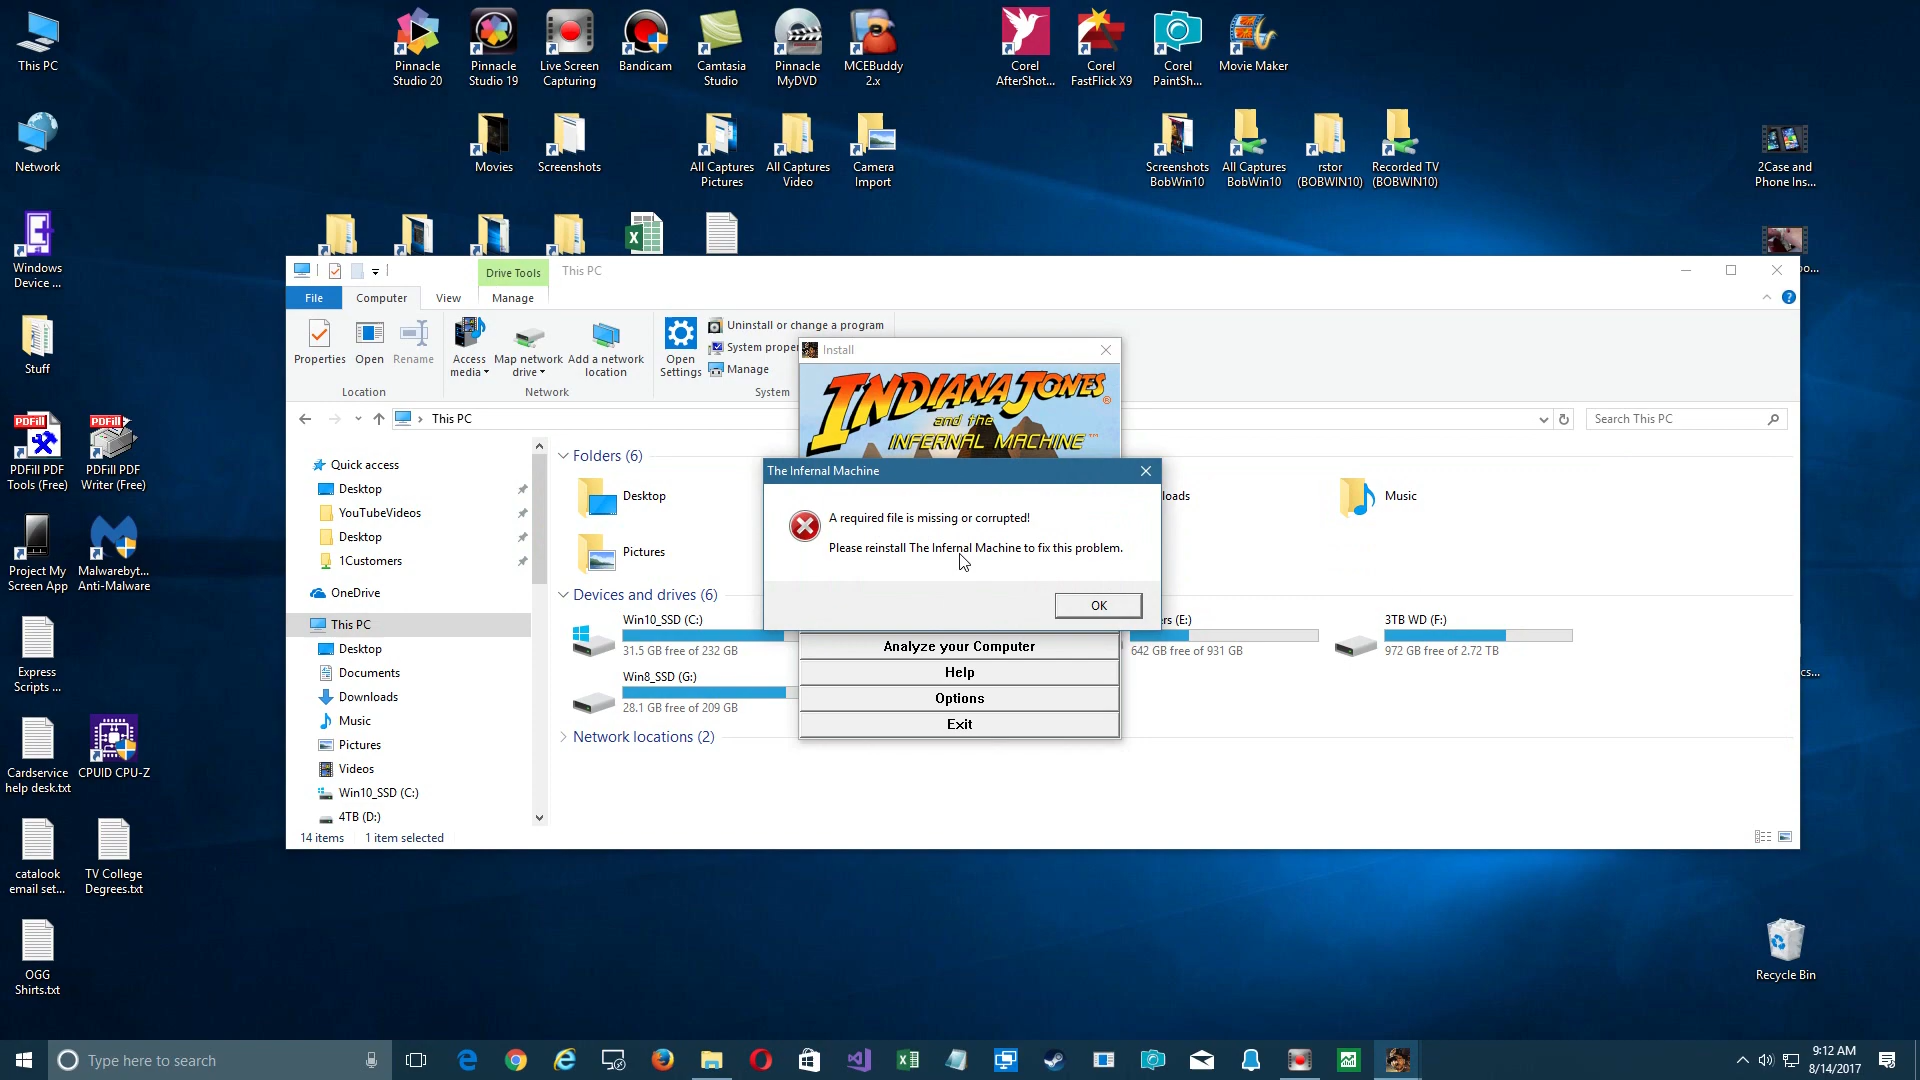 This PC
Pinnacle
Studio 20
Pinnacle
Studio 19
Live Screen
Capturing
Bandicam
Camtasia
Studio
Pinnacle
MyDVD
MCEBuddy
2.x
Corel
AfterShot...
Corel
FastFlick X9
Corel
PaintSh...
Movie Maker
Network
Movies
Screenshots
All Captures
Pictures
All Captures
Video
Camera
Import
Screenshots
BobWin10
All Captures
BobWin10
rstor
(BOBWIN10)
Recorded TV
(BOBWIN10)
2Case and
Phone Ins...
Windows
Device ...
Stuff
PDFill
PDFill PDF
Tools (Free)
PDFill
PDFill PDF
Writer (Free)
Project My
Screen App
Malwarebyt...
Anti-Malware
Express
Scripts ...
Cardservice
help desk.txt
CPUID CPU-Z
catalook
email set...
TV College
Degrees.txt
OGG
Shirts.txt
Recycle Bin
Drive Tools
This PC
File
Computer
View
Manage
Properties
Open
Rename
Location
Access
media
Map network
drive
Add a network
location
Network
Open
Settings
Uninstall or change a program
System prope
Manage
System
This PC
Search This PC
Quick access
Desktop
YouTubeVideos
Desktop
1Customers
OneDrive
This PC
Desktop
Documents
Downloads
Music
Pictures
Videos
Win10_SSD (C:)
4TB (D:)
14 items
1 item selected
Folders (6)
Desktop
loads
Music
Pictures
Devices and drives (6)
Win10_SSD (C:)
31.5 GB free of 232 GB
rs (E:)
642 GB free of 931 GB
3TB WD (F:)
972 GB free of 2.72 TB
Win8_SSD (G:)
28.1 GB free of 209 GB
Network locations (2)
Install
INDIANA JONES®
and the
INFERNAL MACHINE™
The Infernal Machine
A required file is missing or corrupted!
Please reinstall The Infernal Machine to fix this problem.
OK
Analyze your Computer
Help
Options
Exit
Type here to search
9:12 AM
8/14/2017